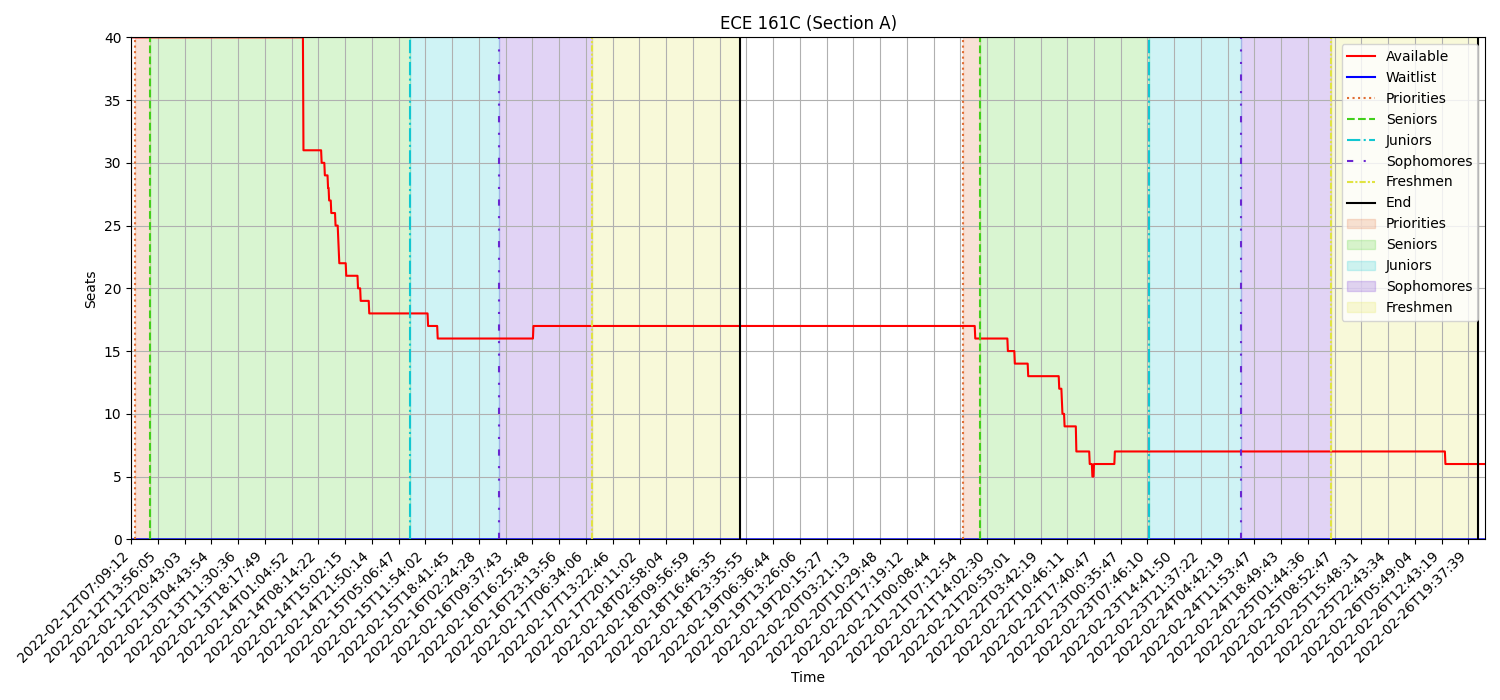 ECE 161C (Section A)
Seats
40
35
30
25
20
15
10
5
0
Available
Waitlist
Priorities
Seniors
Juniors
Sophomores
Freshmen
End
Priorities
Seniors
Juniors
Sophomores
Freshmen
2022-02-12T07:09:12
2022-02-12T13:56:05
2022-02-12T20:43:03
2022-02-13T04:43:54
2022-02-13T11:30:36
2022-02-13T18:17:49
2022-02-14T01:04:52
2022-02-14T08:14:22
2022-02-14T15:02:15
2022-02-14T21:50:14
2022-02-15T05:06:47
2022-02-15T11:54:02
2022-02-15T18:41:45
2022-02-16T02:24:28
2022-02-16T09:37:43
2022-02-16T16:25:48
2022-02-16T23:13:56
2022-02-17T06:34:06
2022-02-17T13:22:46
2022-02-17T20:11:02
2022-02-18T02:58:04
2022-02-18T09:56:59
2022-02-18T16:46:35
2022-02-18T23:35:55
2022-02-19T06:36:44
2022-02-19T13:26:06
2022-02-19T20:15:27
2022-02-20T03:21:13
2022-02-20T10:29:48
2022-02-20T17:19:12
2022-02-21T00:08:44
2022-02-21T07:12:54
2022-02-21T14:02:30
2022-02-21T20:53:01
2022-02-22T03:42:19
2022-02-22T10:46:11
2022-02-22T17:40:47
2022-02-23T00:35:47
2022-02-23T07:46:10
2022-02-23T14:41:50
2022-02-23T21:37:22
2022-02-24T04:42:19
2022-02-24T11:53:47
2022-02-24T18:49:43
2022-02-25T01:44:36
2022-02-25T08:52:47
2022-02-25T15:48:31
2022-02-25T22:43:34
2022-02-26T05:49:04
2022-02-26T12:43:19
2022-02-26T19:37:39
Time